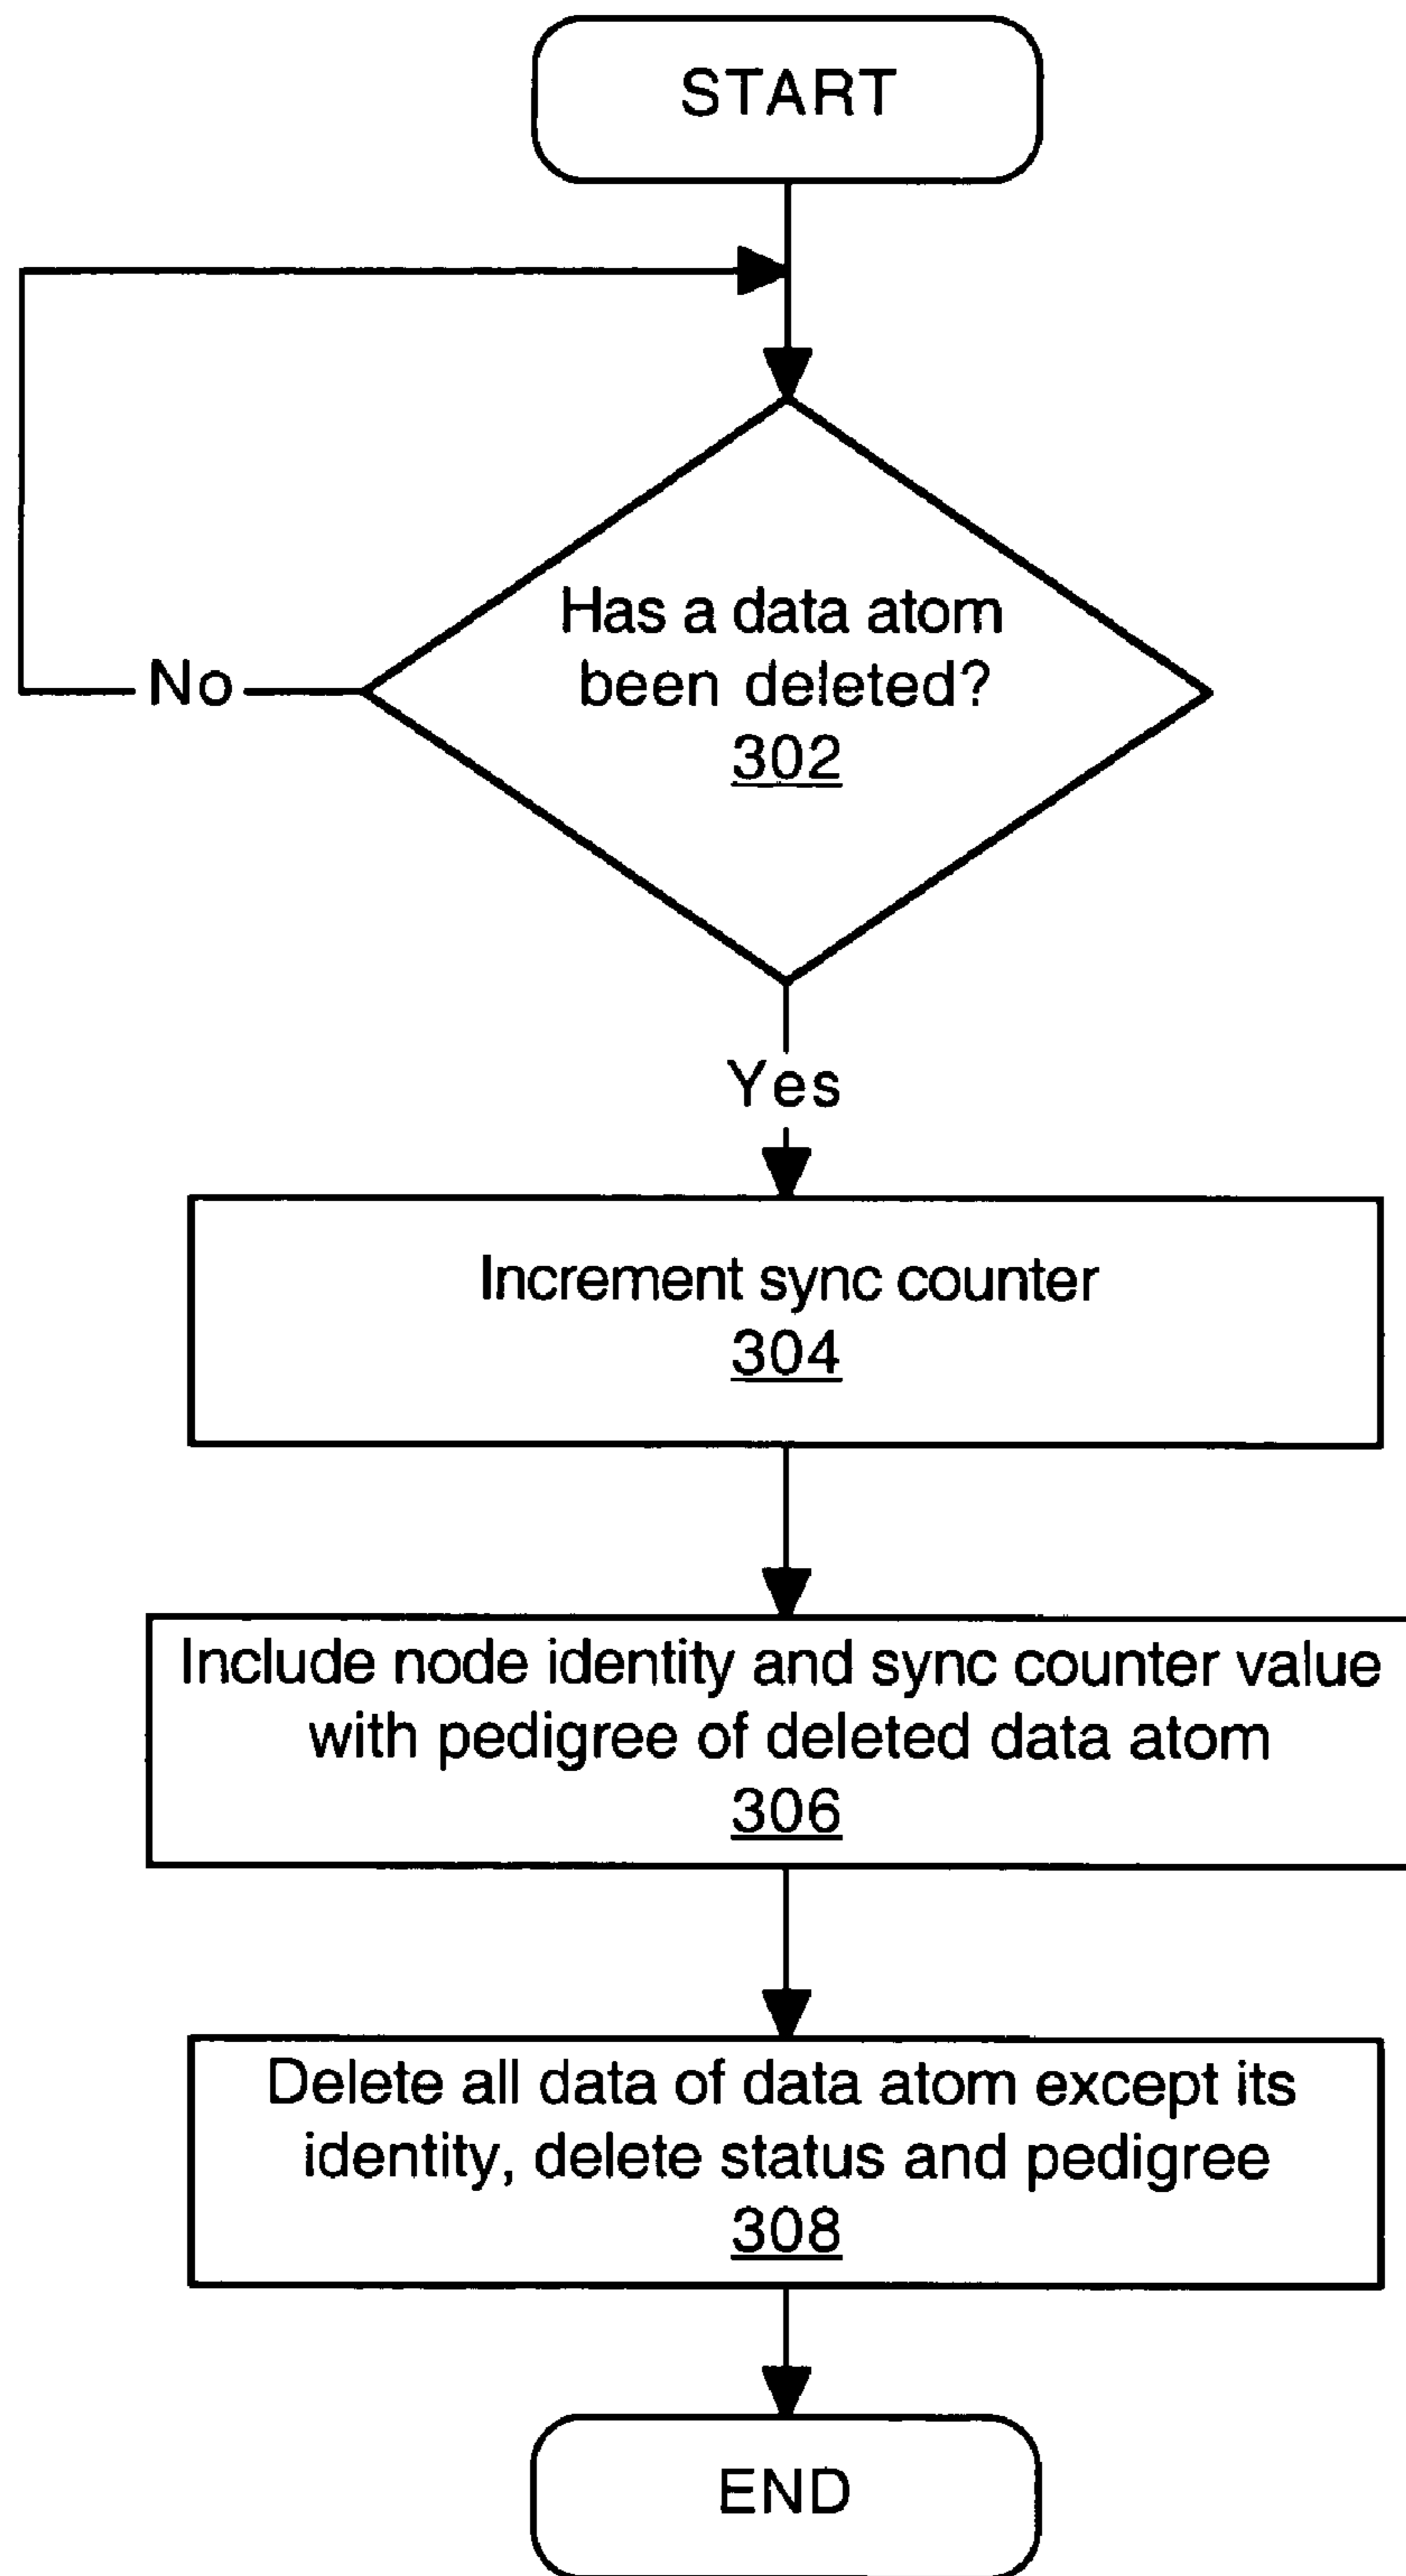 START
Has a data atom
been deleted?
302
No
Yes
Increment sync counter
304
Include node identity and sync counter value
with pedigree of deleted data atom
306
Delete all data of data atom except its
identity, delete status and pedigree
308
END